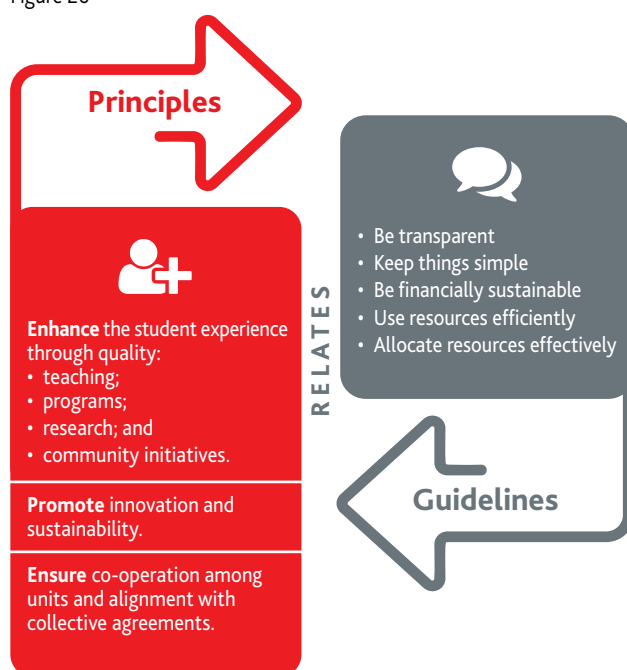 Figure 20
Principles
Enhance the student experience
through quality:
• teaching;
• programs;
• research; and
• community initiatives.
Promote innovation and
sustainability.
Ensure co-operation among
units and alignment with
collective agreements.
RELATES
• Be transparent
• Keep things simple
• Be financially sustainable
• Use resources efficiently
• Allocate resources effectively
Guidelines